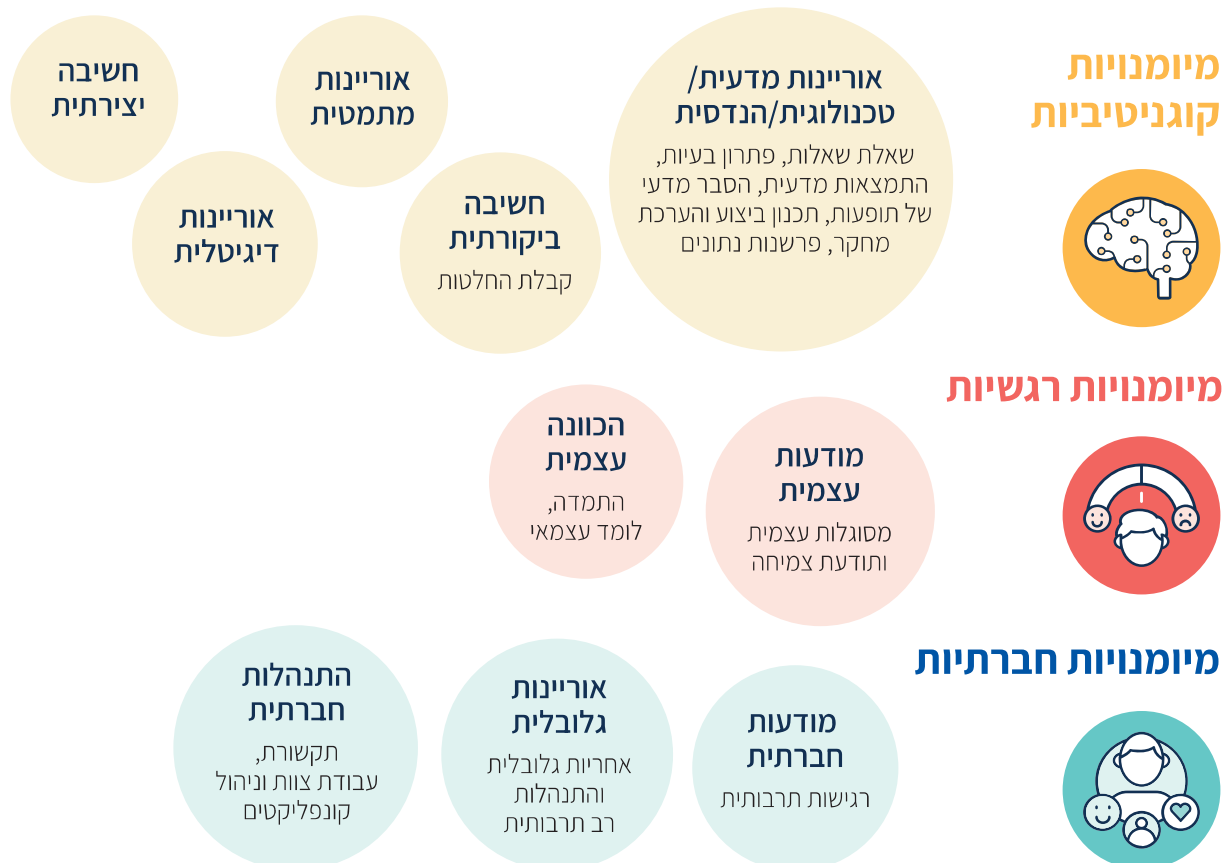 מיומנויות
קוגניטיביות
אוריינות מדעית/
טכנולוגית/הנדסית
שאלת שאלות, פתרון בעיות,
התמצאות מדעית, הסבר מדעי
של תופעות, תכנון ביצוע והערכת
מחקר, פרשנות נתונים
חשיבה
ביקורתית
קבלת החלטות
אוריינות
מתמטית
אוריינות
דיגיטלית
חשיבה
יצירתית
מיומנויות רגשיות
מודעות
עצמית
מסוגלות עצמית
ותודעת צמיחה
הכוונה
עצמית
התמדה,
לומד עצמאי
מיומנויות חברתיות
מודעות
חברתית
רגישות תרבותית
אוריינות
גלובלית
אחריות גלובלית
והתנהלות
רב תרבותית
התנהלות
חברתית
תקשורת,
עבודת צוות וניהול
קונפליקטים